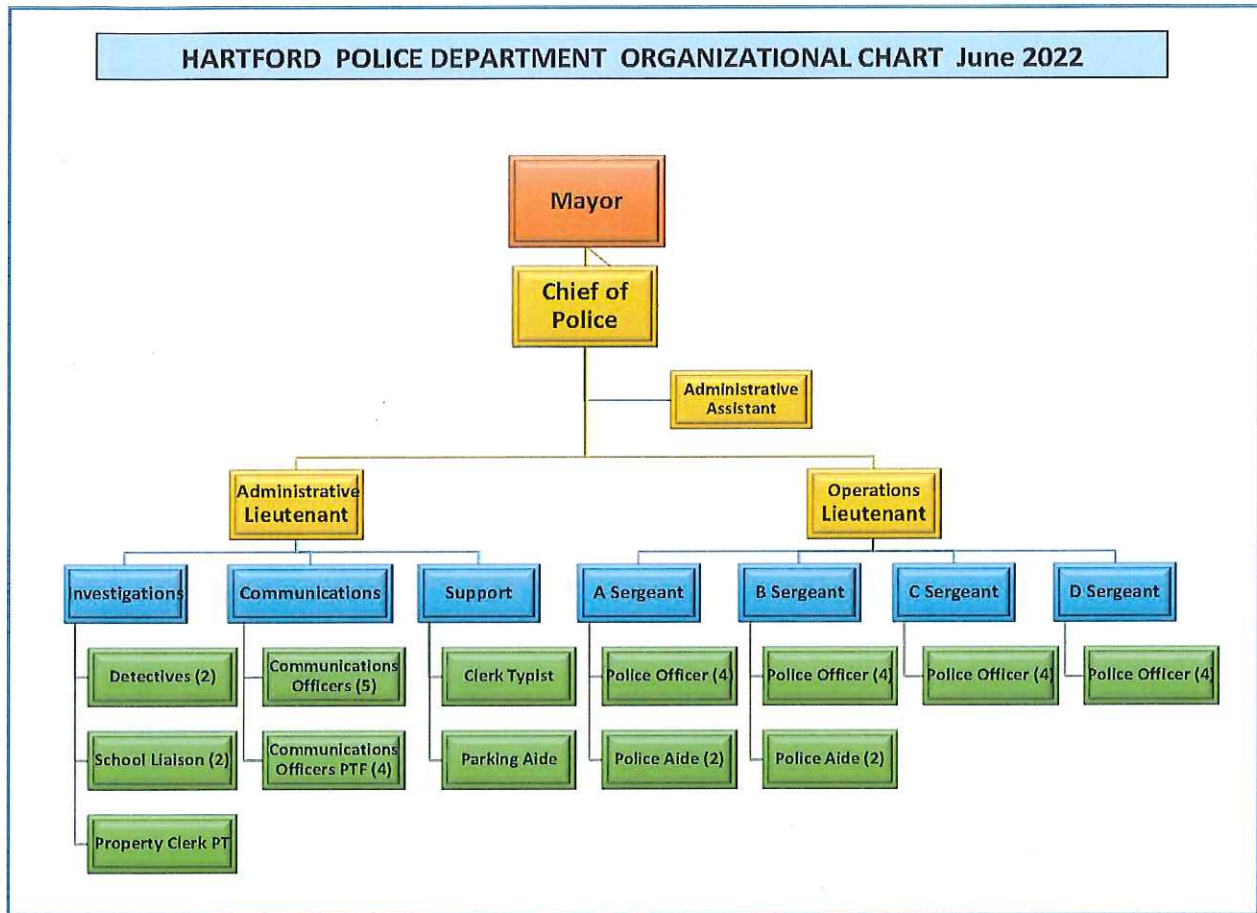 HARTFORD POLICE DEPARTMENT ORGANIZATIONAL CHART June 2022
Mayor
Chief of
Police
Administrative
Assistant
Administrative
Lieutenant
Operations
Lieutenant
Investigations
Communications
Support
A Sergeant
B Sergeant
C Sergeant
D Sergeant
Detectives (2)
Communications
Officers (5)
Clerk Typist
Police Officer (4)
Police Officer (4)
Police Officer (4)
Police Officer (4)
School Liaison (2)
Communications
Officers PTF (4)
Parking Aide
Police Aide (2)
Police Aide (2)
Property Clerk PT